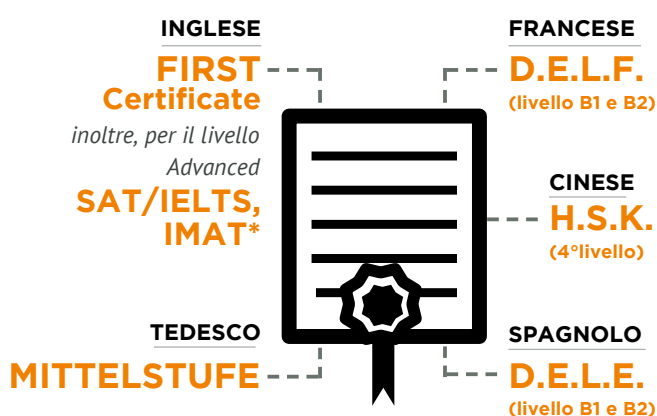 INGLESE
FIRST
Certificate
inoltre, per il livello
Advanced
SAT/IELTS,
IMAT*
TEDESCO
MITTELSTUFE
FRANCESE
D.E.L.F.
(livello B1 e B2)
CINESE
H.S.K.
(4°livello)
SPAGNOLO
D.E.L.E.
(livello B1 e B2)